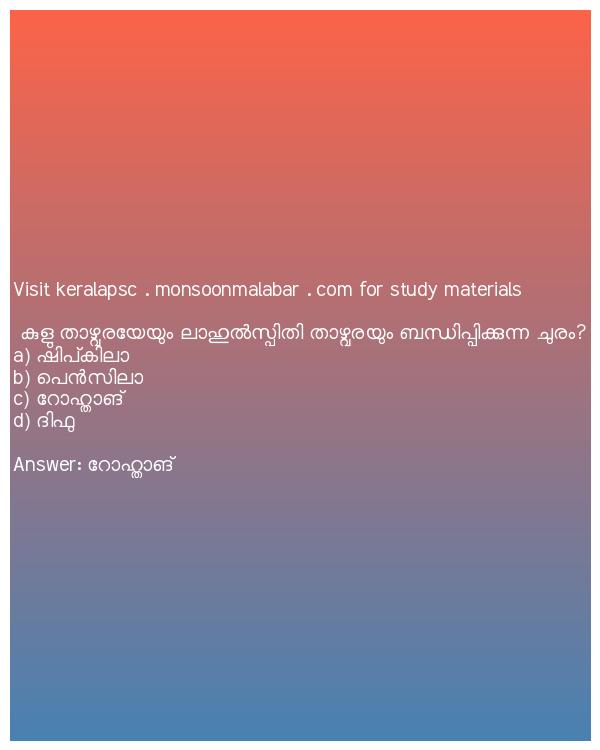 Visit keralapsc . monsoonmalabar . com for study materials
കുളു താഴ്വരയേയും ലാഹുൽസ്പിതി താഴ്വരയും ബന്ധിപ്പിക്കുന്ന ചുരം?
a) ഷിപ്കിലാ
b) പെൻസിലാ
c) റോഹ്താങ്
d) ദിഫു
Answer: റോഹ്താങ്